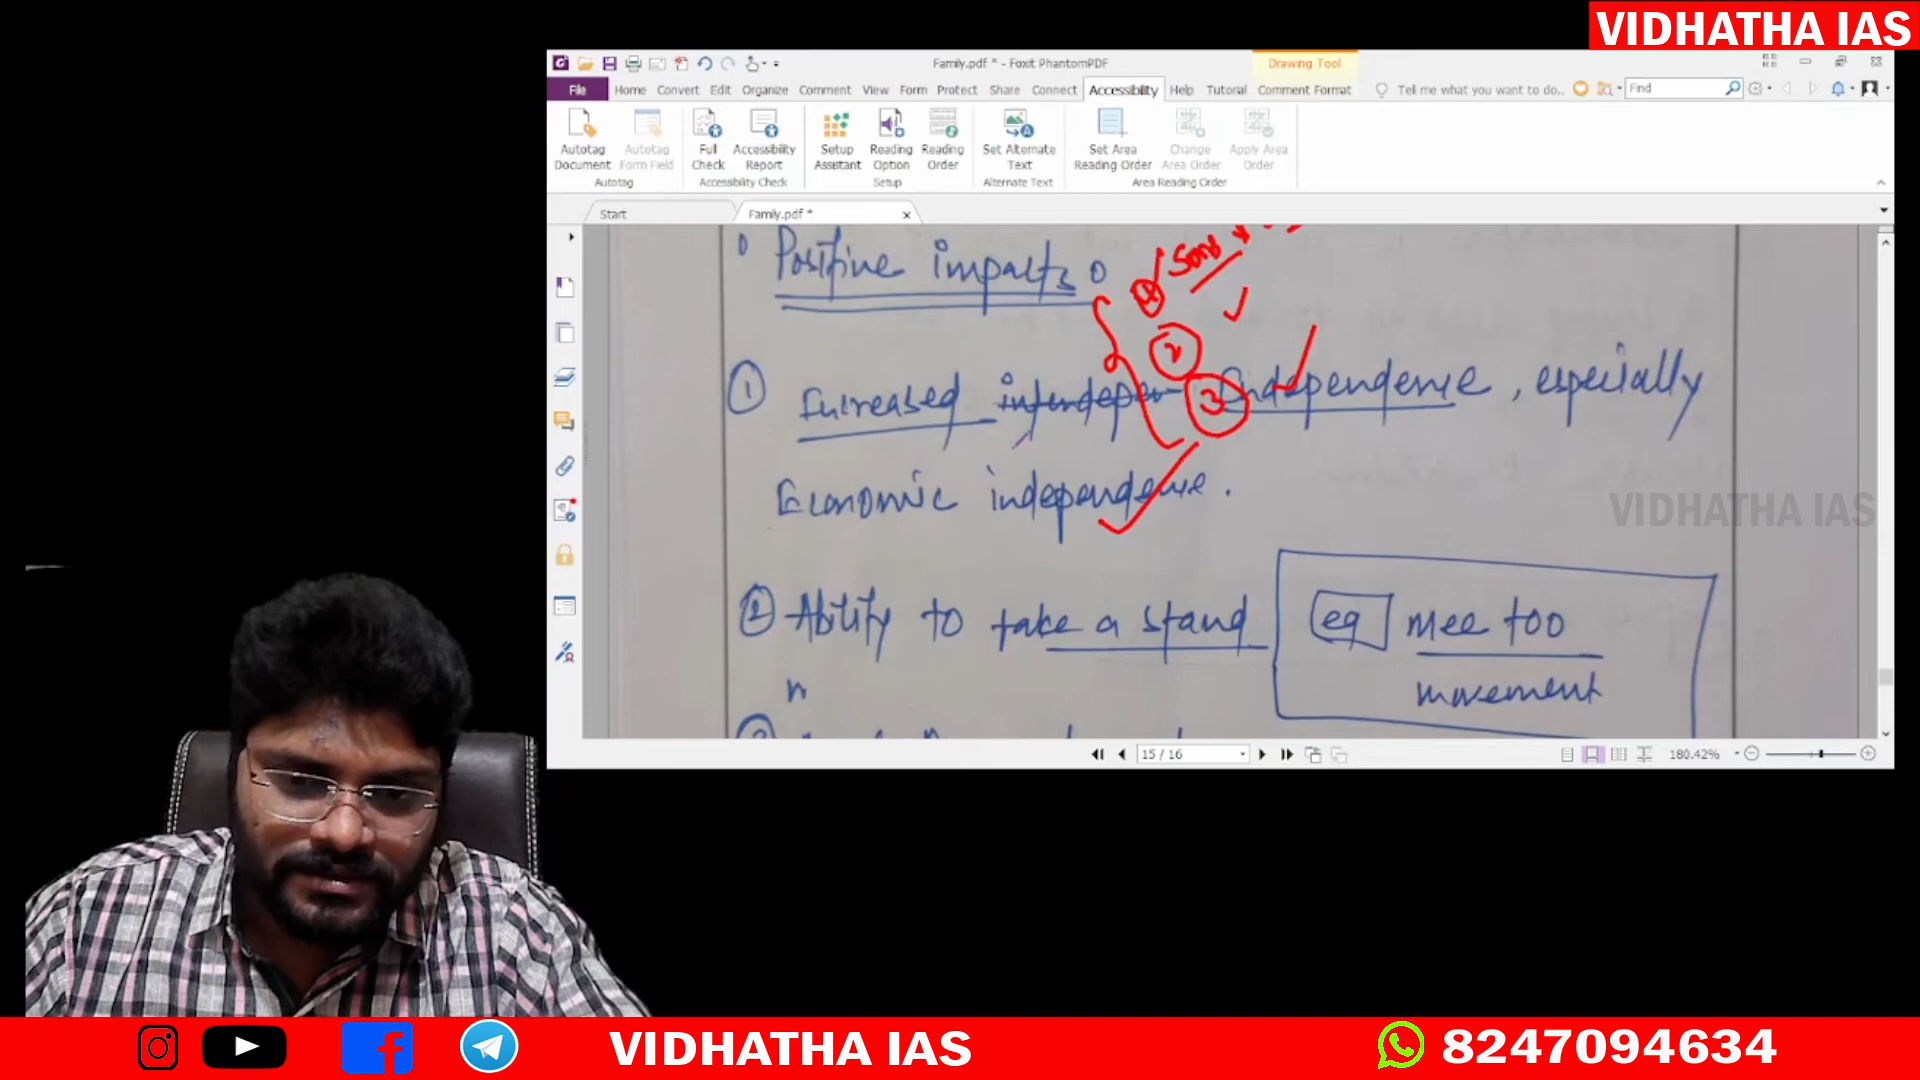 VIDHATHA IAS
Family.pdf * - Foxit PhantomPDF
Drawing Tool
File Home Convert Edit Organize Comment View Form Protect Share Connect Accessibility Help Tutorial Comment Format Tell me what you want to do.. Find
Autotag Document
Autotag Form Field
Full Check
Accessibility Report
Setup Assistant
Reading Option
Reading Order
Set Alternate Text
Set Area Reading Order
Change Area Order
Apply Area Order
Autotag Accessibility Check Setup Alternate Text Area Reading Order
Start Family.pdf *
Positive impacts
① Increased Independence, especially
Economic independence.
② 3
VIDHATHA IAS
② Ability to take a stand
eg Mee too
movement
15 / 16
180.42%
VIDHATHA IAS
8247094634